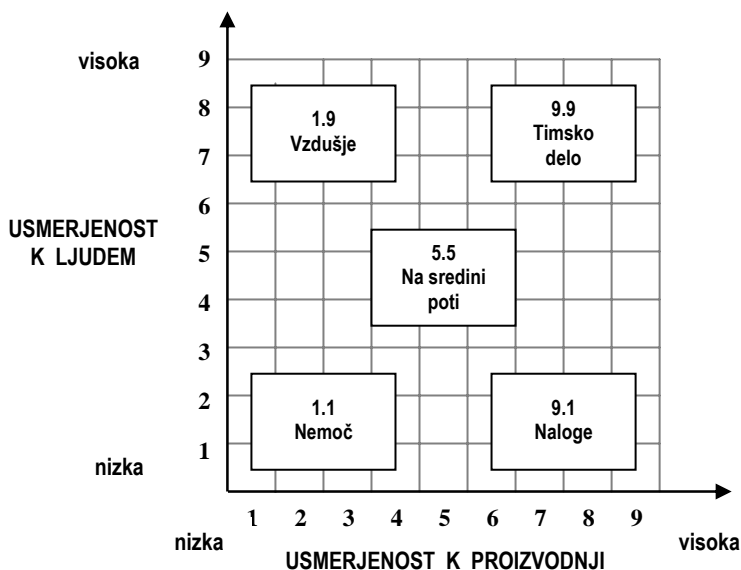 visoka
9
8
7
6
5
4
3
2
1
nizka
USMERJENOST
K LJUDEM
1.9
Vzdušje
9.9
Timsko
delo
5.5
Na sredini
poti
1.1
Nemoč
9.1
Naloge
1 2 3 4 5 6 7 8 9
nizka
visoka
USMERJENOST K PROIZVODNJI